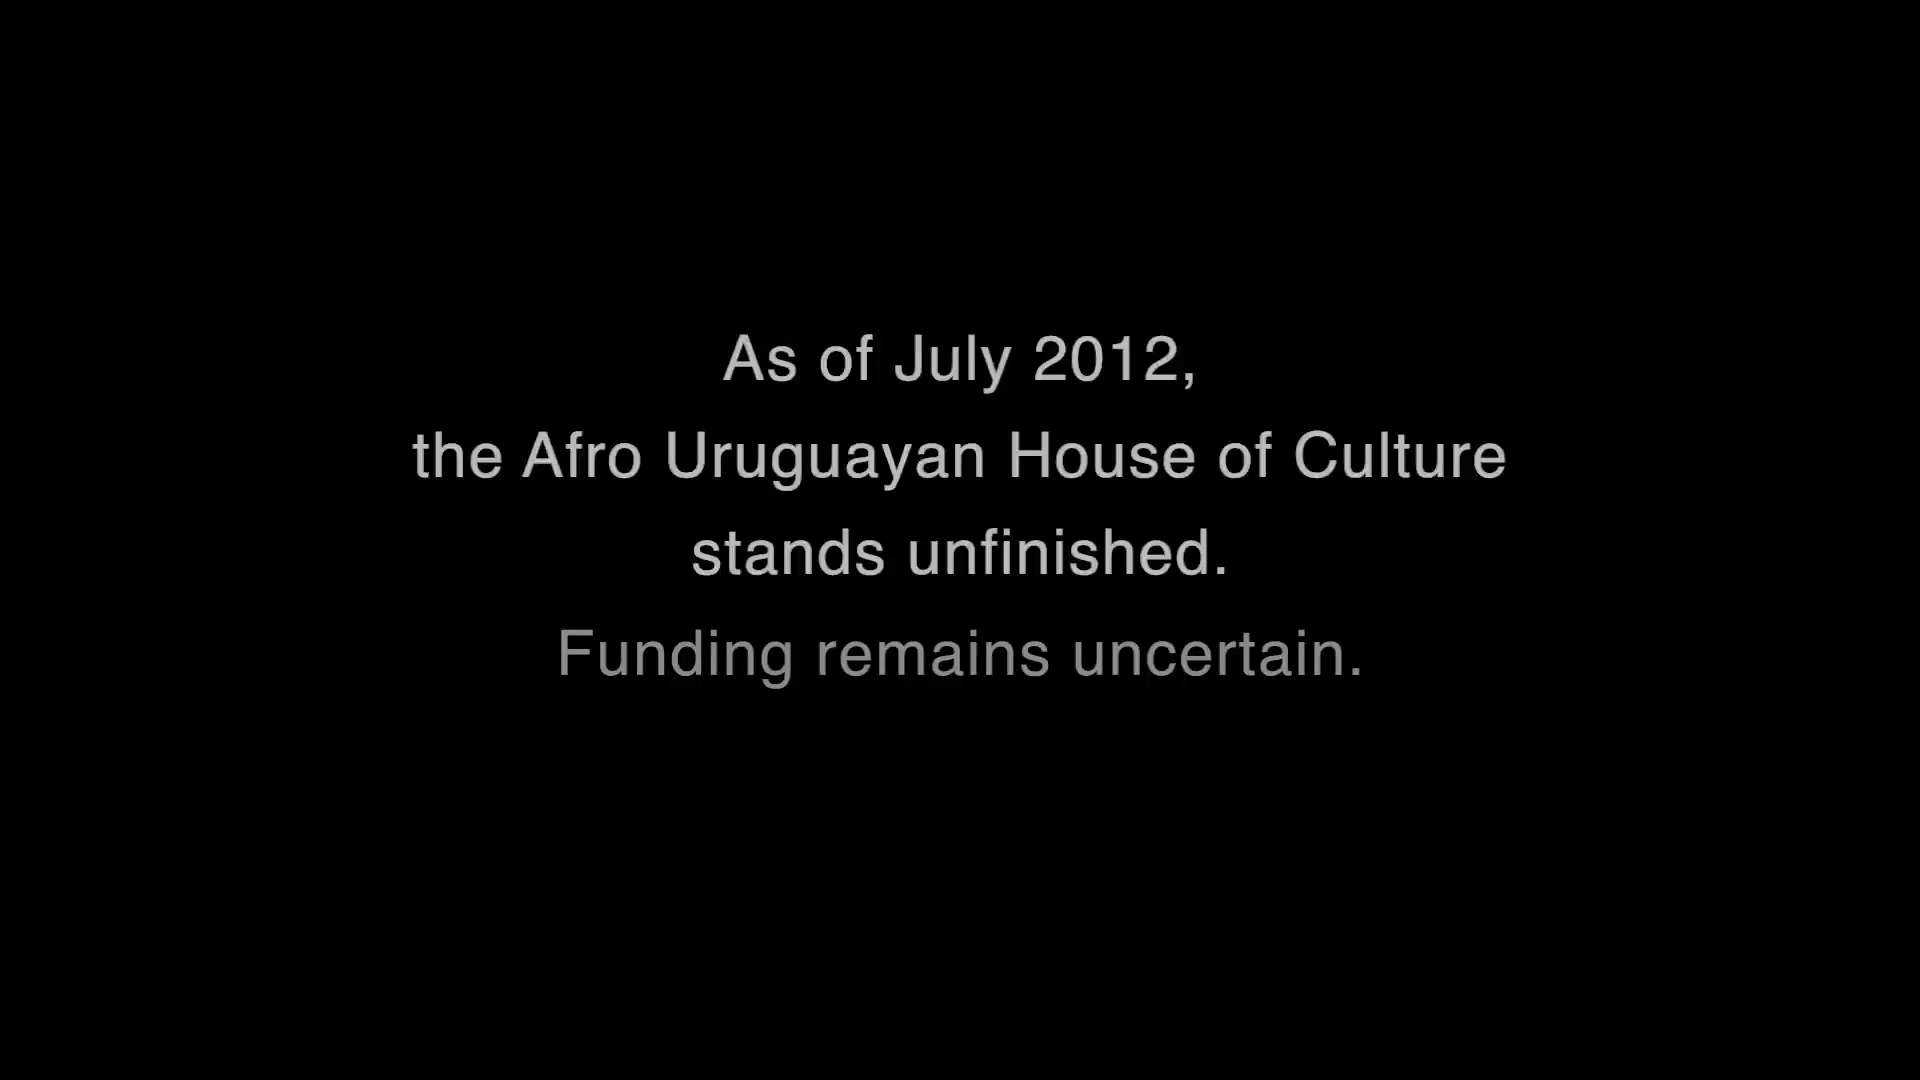 As of July 2012,
the Afro Uruguayan House of Culture
stands unfinished.
Funding remains uncertain.